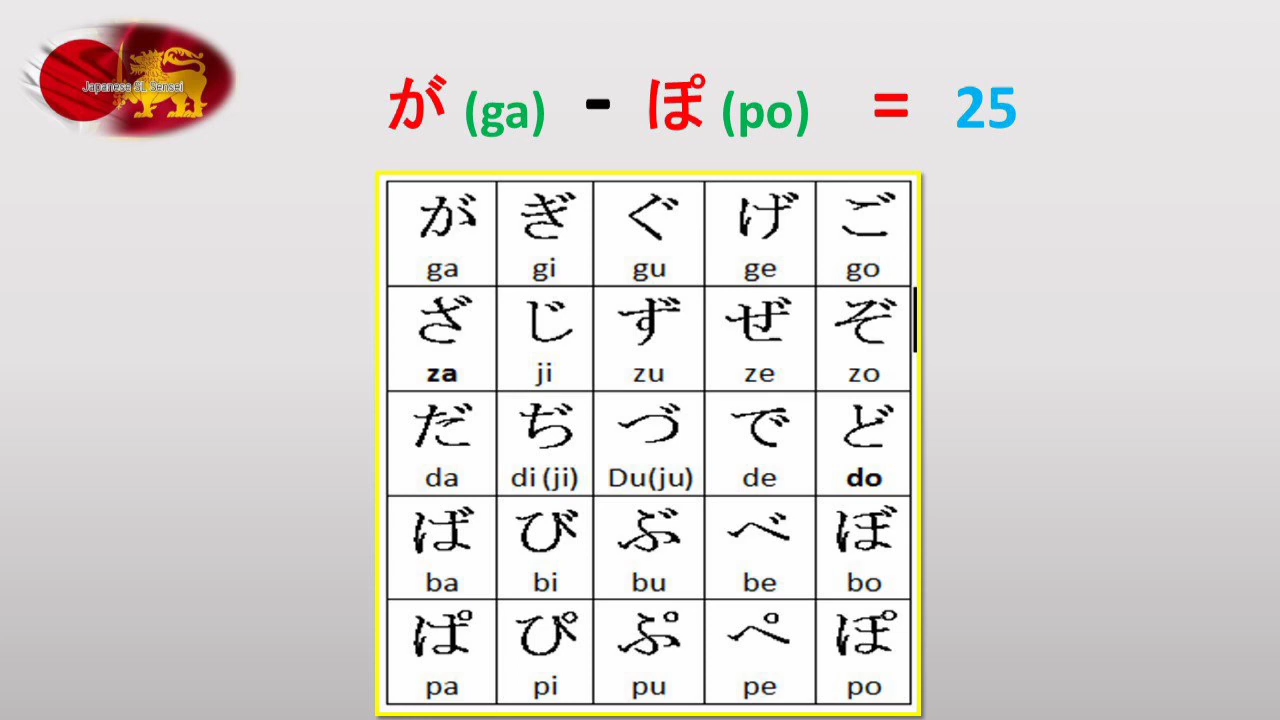 Japanese SL Sensei
が (ga) - ぽ (po) = 25
が ぎ ぐ げ ご
ga gi gu ge go
ざ じ ず ぜ ぞ
za ji zu ze zo
だ ぢ づ で ど
da di (ji) Du(ju) de do
ば び ぶ べ ぼ
ba bi bu be bo
ぱ ぴ ぷ ぺ ぽ
pa pi pu pe po